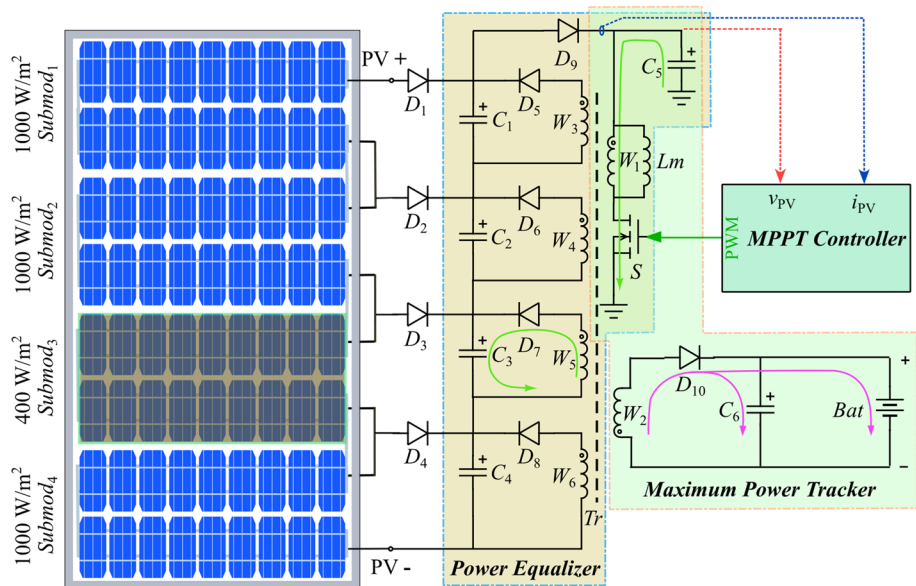 1000 W/m²
Submod₁
1000 W/m²
Submod₂
400 W/m²
Submod₃
1000 W/m²
Submod₄
PV +
PV -
D₁
D₂
D₃
D₄
D₉
C₁
D₅
W₃
C₂
D₆
W₄
C₃
D₇
W₅
C₄
D₈
W₆
Tr
Power Equalizer
C₅
W₁
Lm
S
PWM
v_PV
i_PV
MPPT Controller
D₁₀
W₂
C₆
Bat
Maximum Power Tracker
+
+
+
+
+
+
+
−